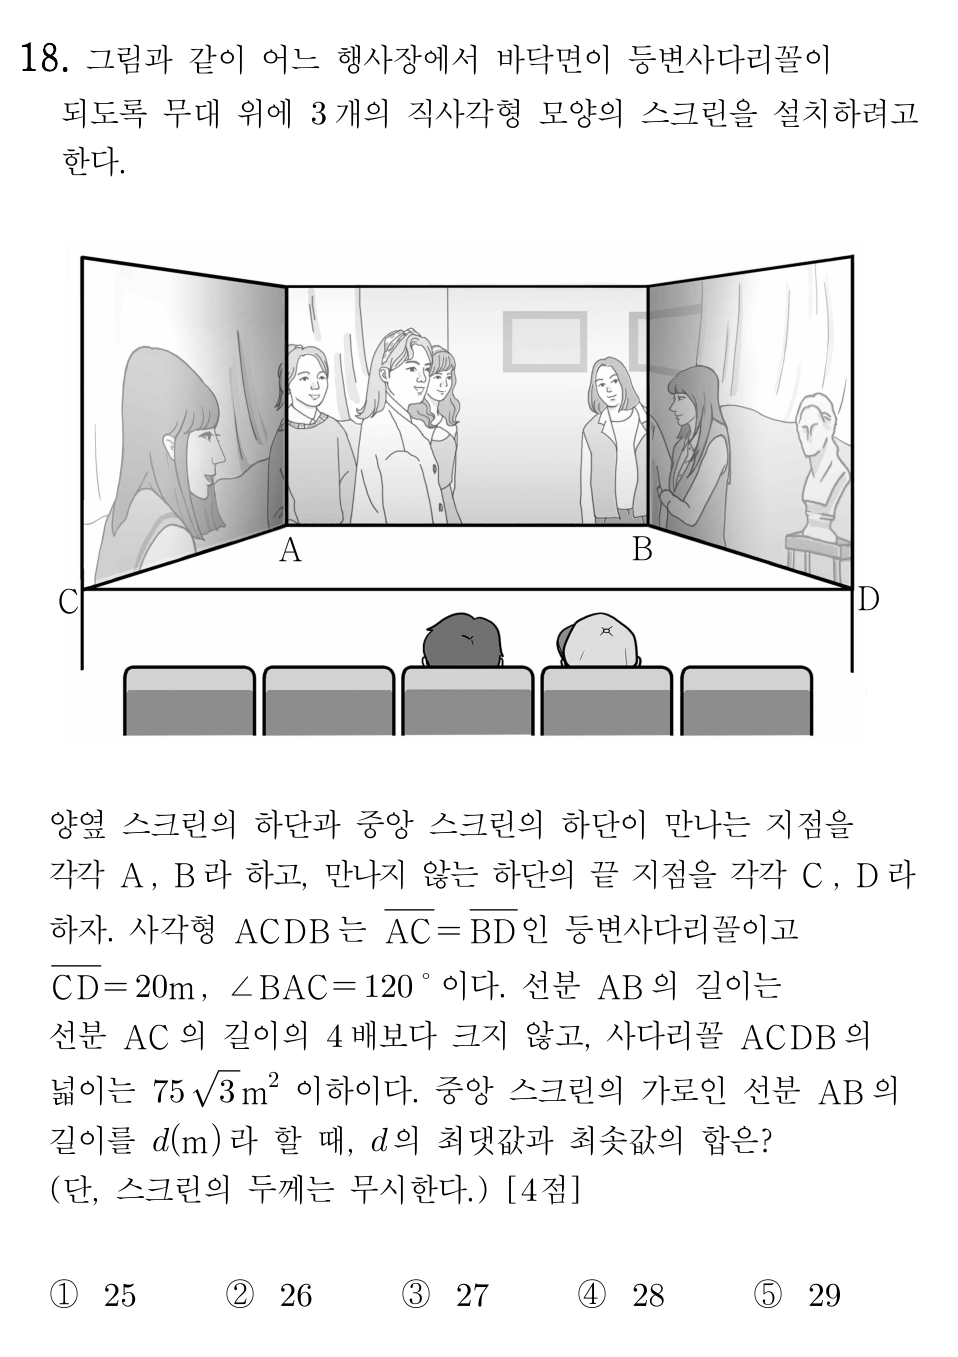 18. 그림과 같이 어느 행사장에서 바닥면이 등변사다리꼴이
되도록 무대 위에 3개의 직사각형 모양의 스크린을 설치하려고
한다.
A
B
C
D
양옆 스크린의 하단과 중앙 스크린의 하단이 만나는 지점을
각각 A, B라 하고, 만나지 않는 하단의 끝 지점을 각각 C, D라
하자. 사각형 ACDB는 \overline{AC}=\overline{BD}인 등변사다리꼴이고
\overline{CD}=20m, ∠BAC=120°이다. 선분 AB의 길이는
선분 AC의 길이의 4배보다 크지 않고, 사다리꼴 ACDB의
넓이는 75√3m² 이하이다. 중앙 스크린의 가로인 선분 AB의
길이를 d(m)라 할 때, d의 최댓값과 최솟값의 합은?
(단, 스크린의 두께는 무시한다.) [4점]
① 25 ② 26 ③ 27 ④ 28 ⑤ 29